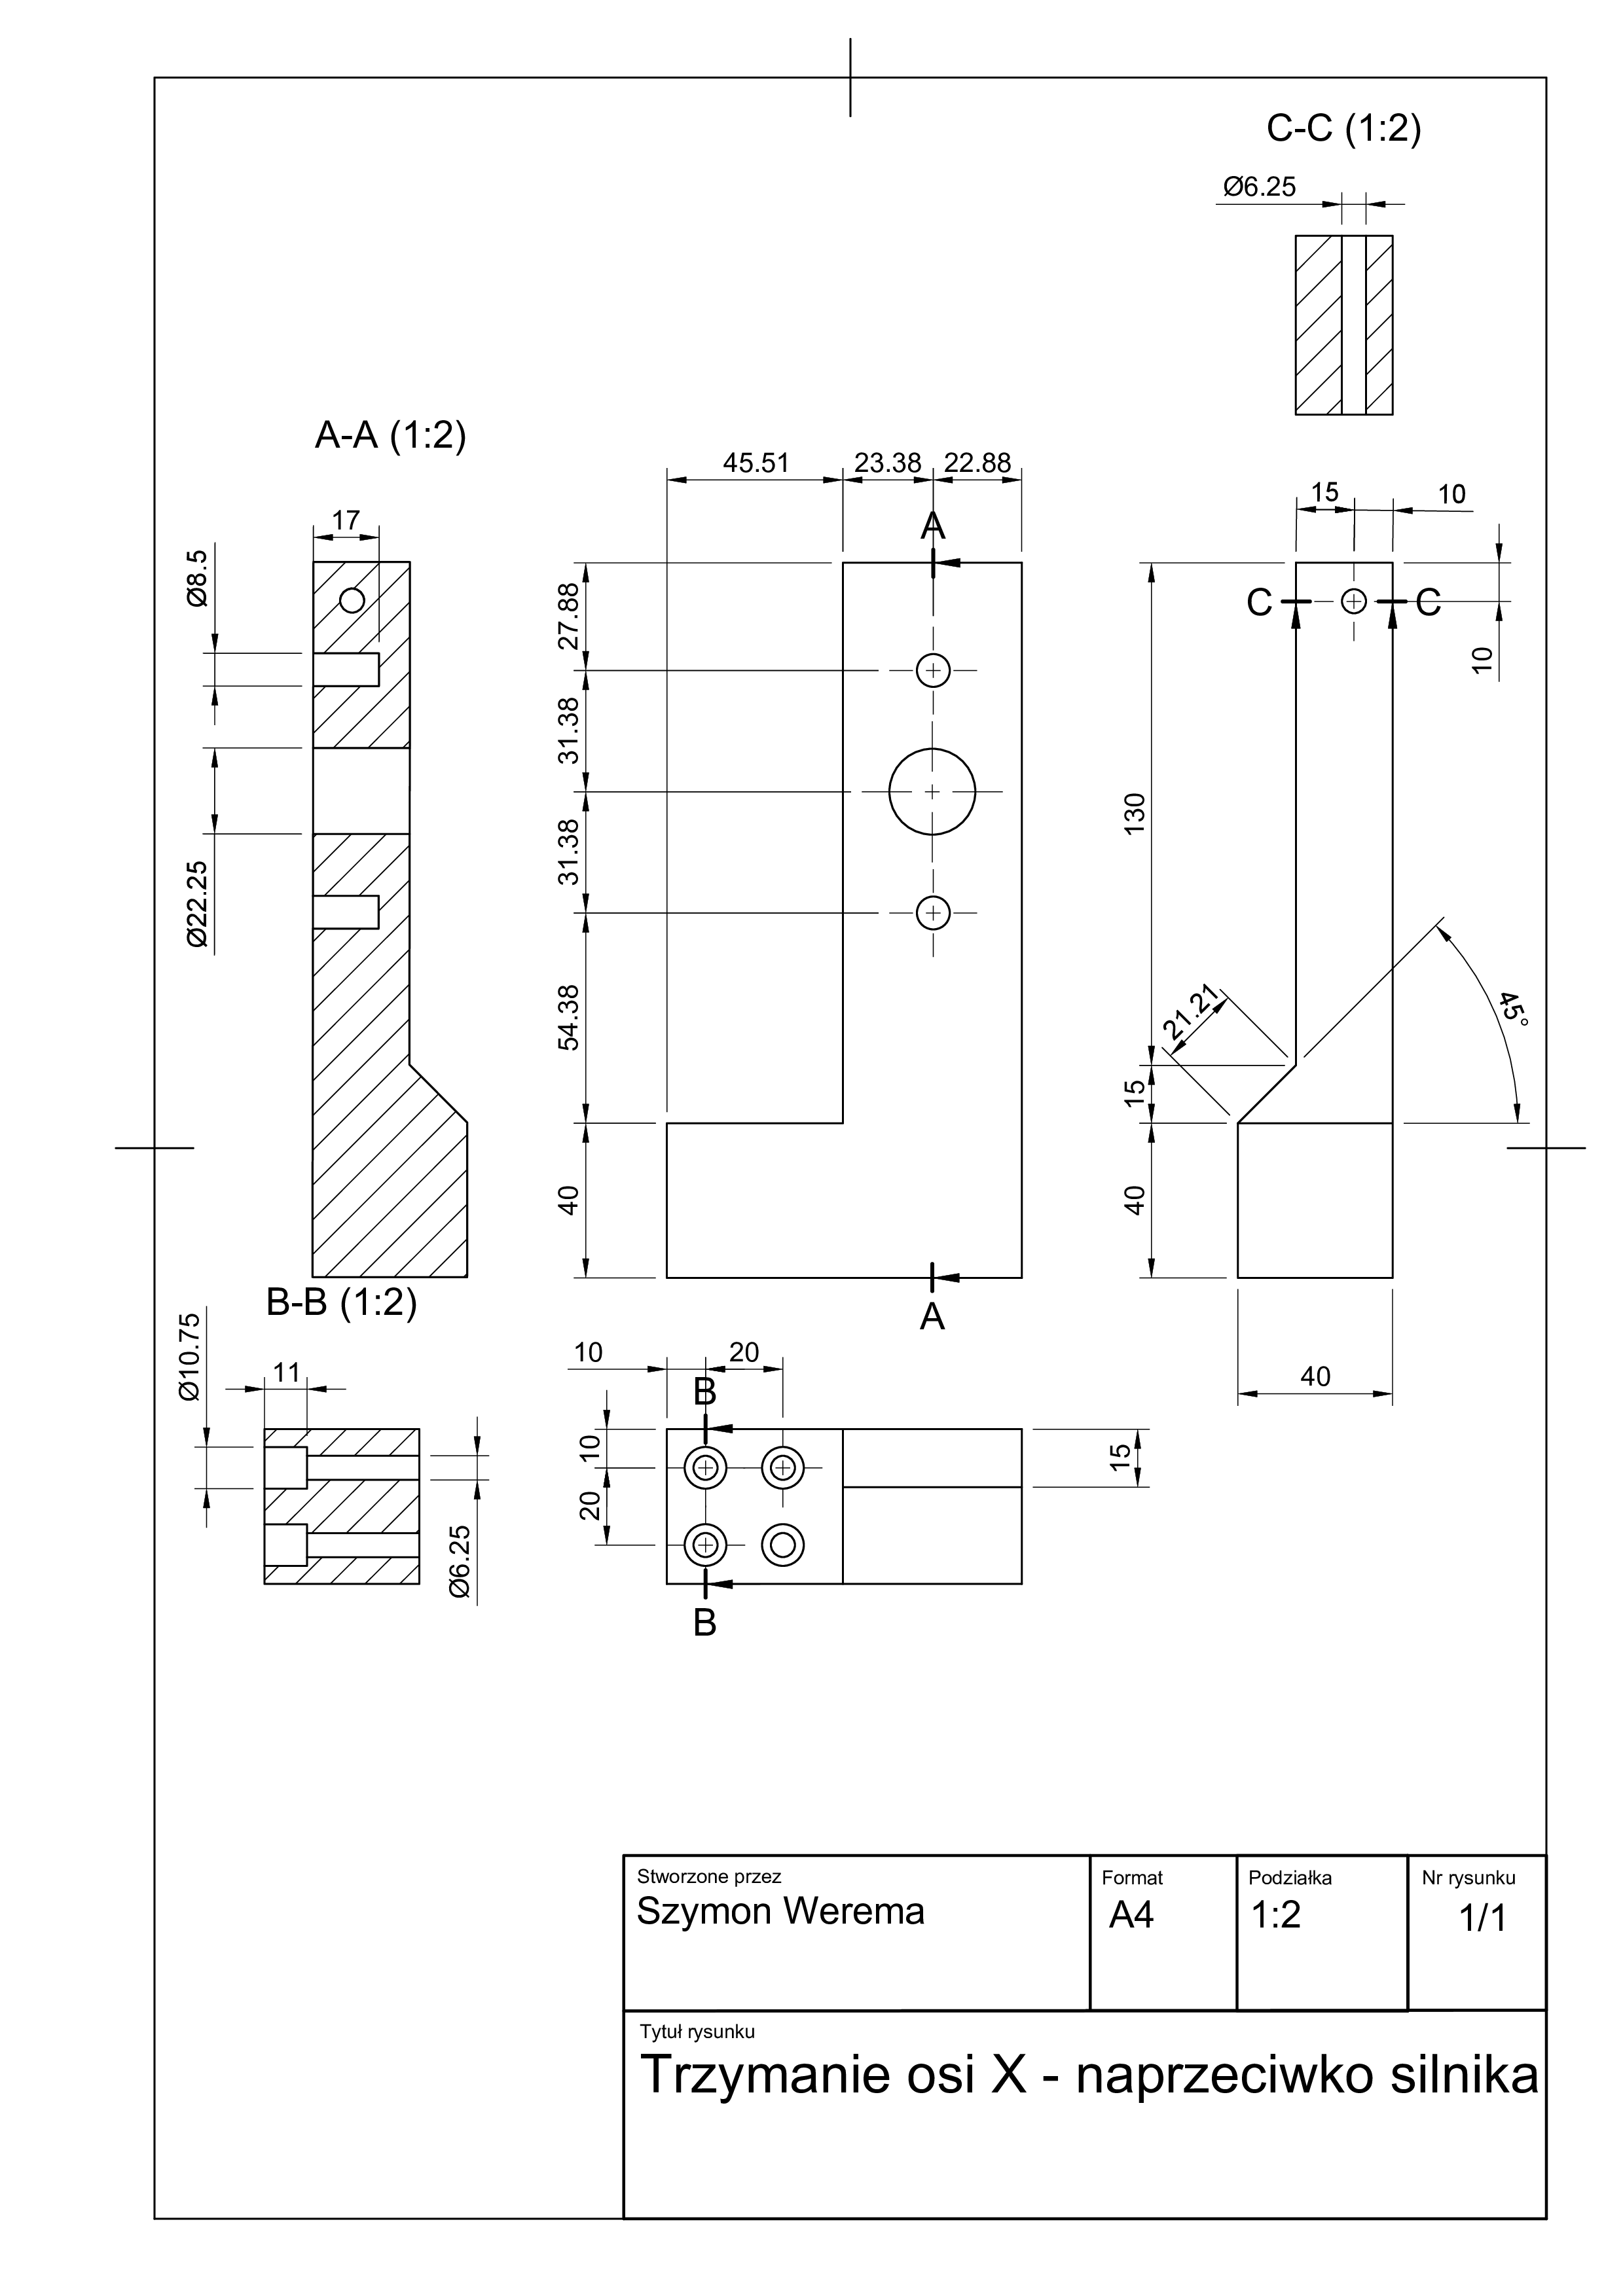 C-C (1:2)
Ø6.25
A-A (1:2)
17
Ø8.5
Ø22.25
45.51
23.38
22.88
A
27.88
31.38
31.38
54.38
40
A
15
10
C
C
10
130
15
40
21.21
45°
40
B-B (1:2)
Ø10.75
11
Ø6.25
10
20
B
10
20
B
15
Stworzone przez
Szymon Werema
Format
A4
Podziałka
1:2
Nr rysunku
1/1
Tytuł rysunku
Trzymanie osi X - naprzeciwko silnika